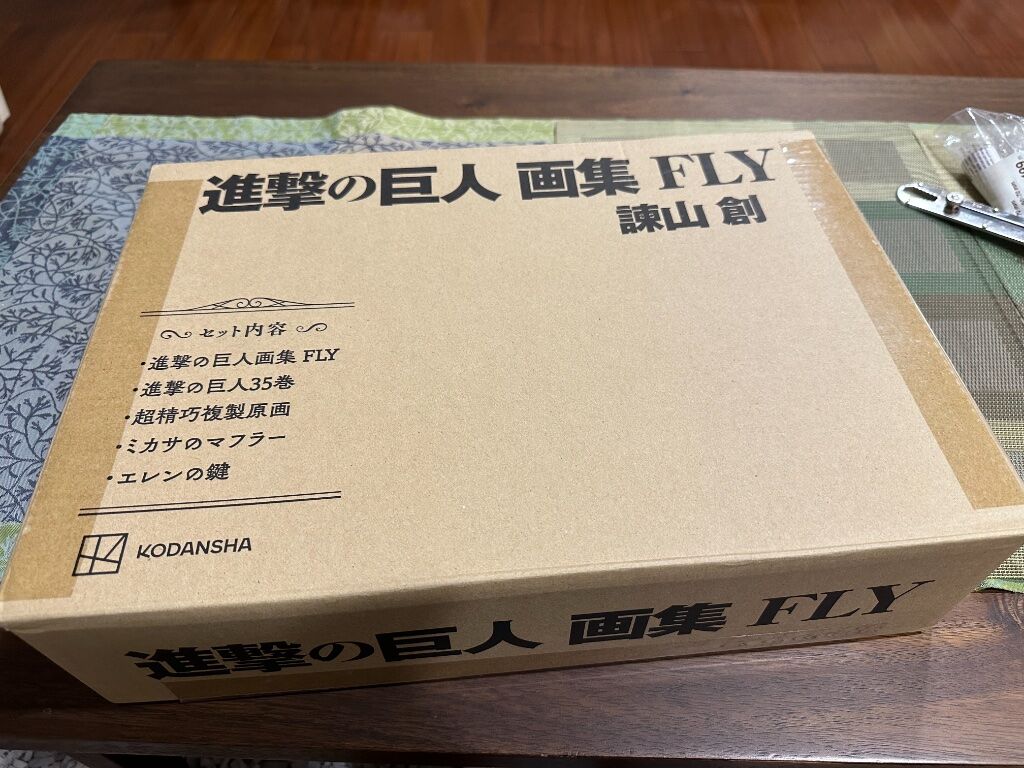 進撃の巨人 画集 FLY
諫山 創
セット内容
・進撃の巨人画集 FLY
・進撃の巨人35巻
・超精巧複製原画
・ミカサのマフラー
・エレンの鍵
KODANSHA
進撃の巨人 画集 FLY